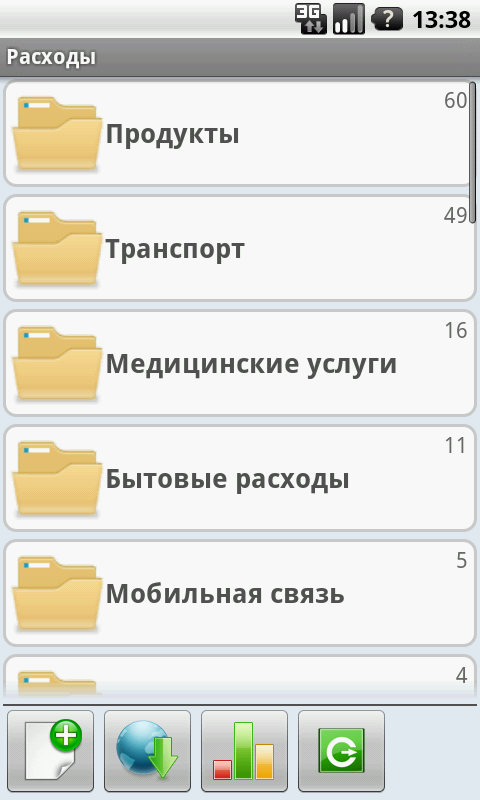 3G ? 13:38
Расходы
60
Продукты
49
Транспорт
16
Медицинские услуги
11
Бытовые расходы
5
Мобильная связь
4